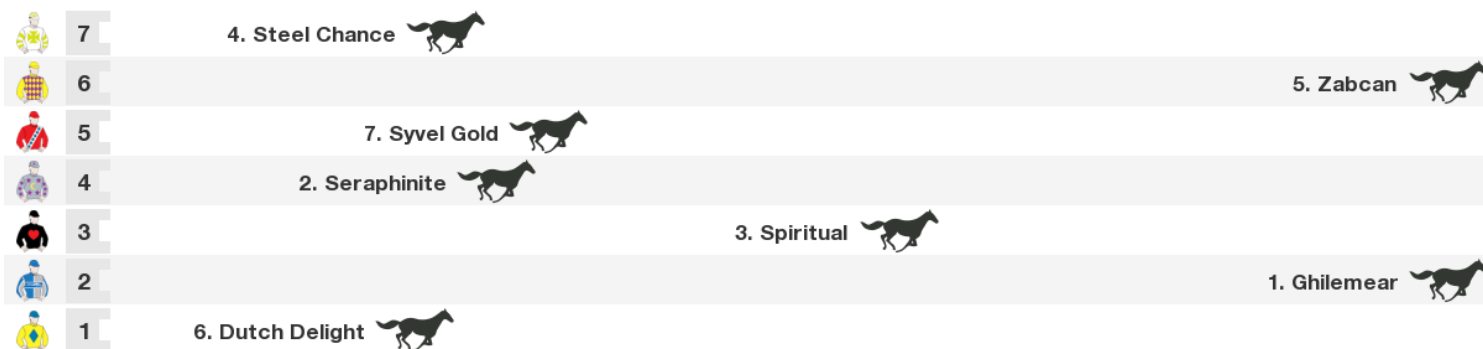 7 4. Steel Chance
6 5. Zabcan
5 7. Syvel Gold
4 2. Seraphinite
3 3. Spiritual
2 1. Ghilemear
1 6. Dutch Delight